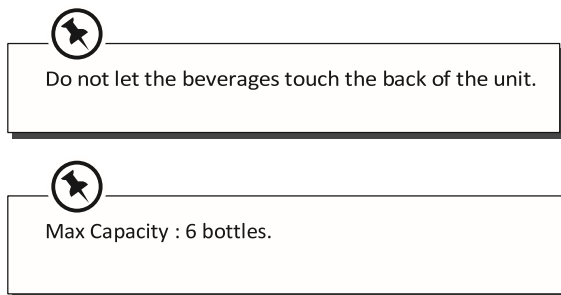 Do not let the beverages touch the back of the unit.
Max Capacity : 6 bottles.